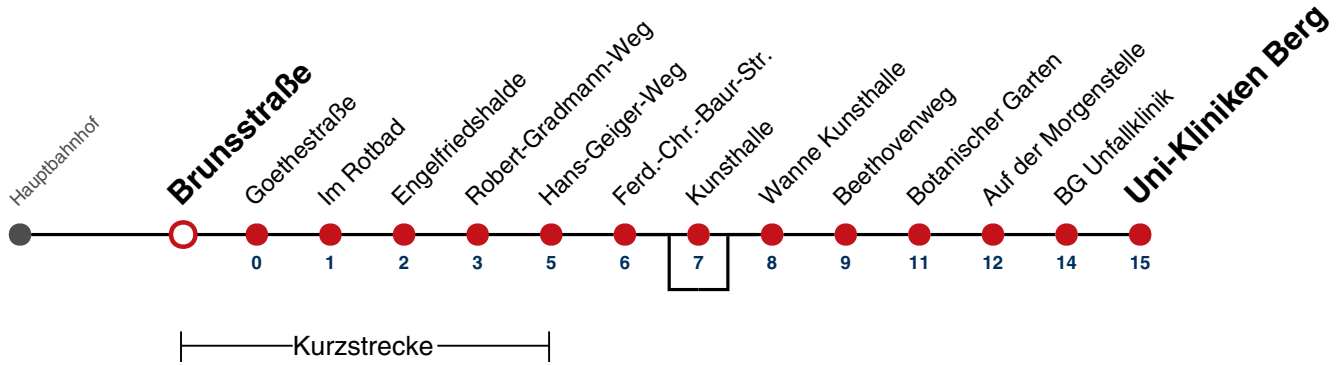 Hauptbahnhof
Brunsstraße
Goethestraße
Im Rotbad
Engelfriedshalde
Robert-Gradmann-Weg
Hans-Geiger-Weg
Ferd.-Chr.-Baur-Str.
Kunsthalle
Wanne Kunsthalle
Beethovenweg
Botanischer Garten
Auf der Morgenstelle
BG Unfallklinik
Uni-Kliniken Berg
0 1 2 3 5 6 7 8 9 11 12 14 15
Kurzstrecke